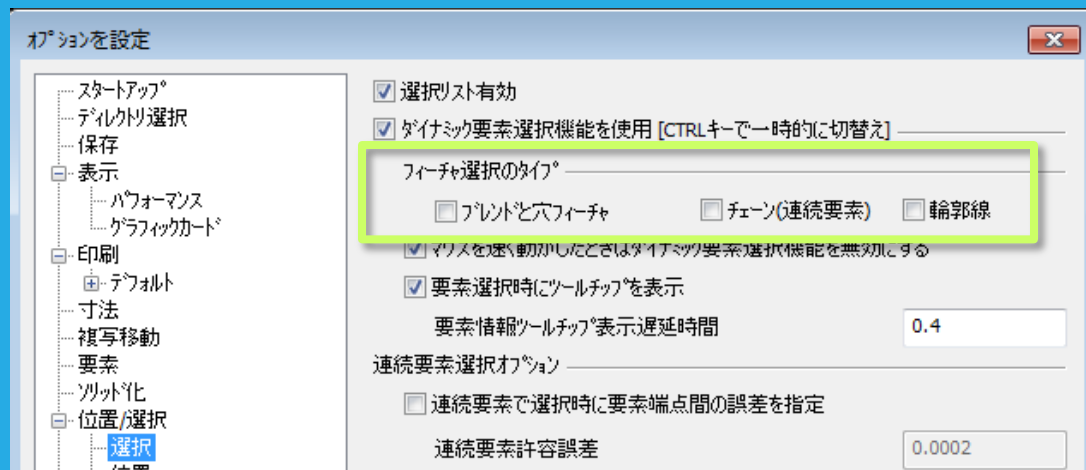 オプションを設定
スタートアップ
ディレクトリ選択
保存
表示
パフォーマンス
グラフィックカード
印刷
デフォルト
寸法
複写移動
要素
ソリッド化
位置/選択
選択
選択リスト有効
ダイナミック要素選択機能を使用 [CTRLキーで一時的に切替え]
フィーチャ選択のタイプ
ブレンドと穴フィーチャ チェーン(連続要素) 輪郭線
マウスを速く動かしたときはダイナミック要素選択機能を無効にする
要素選択時にツールチップを表示
要素情報ツールチップ表示遅延時間 0.4
連続要素選択オプション
連続要素で選択時に要素端点間の誤差を指定
連続要素許容誤差 0.0002